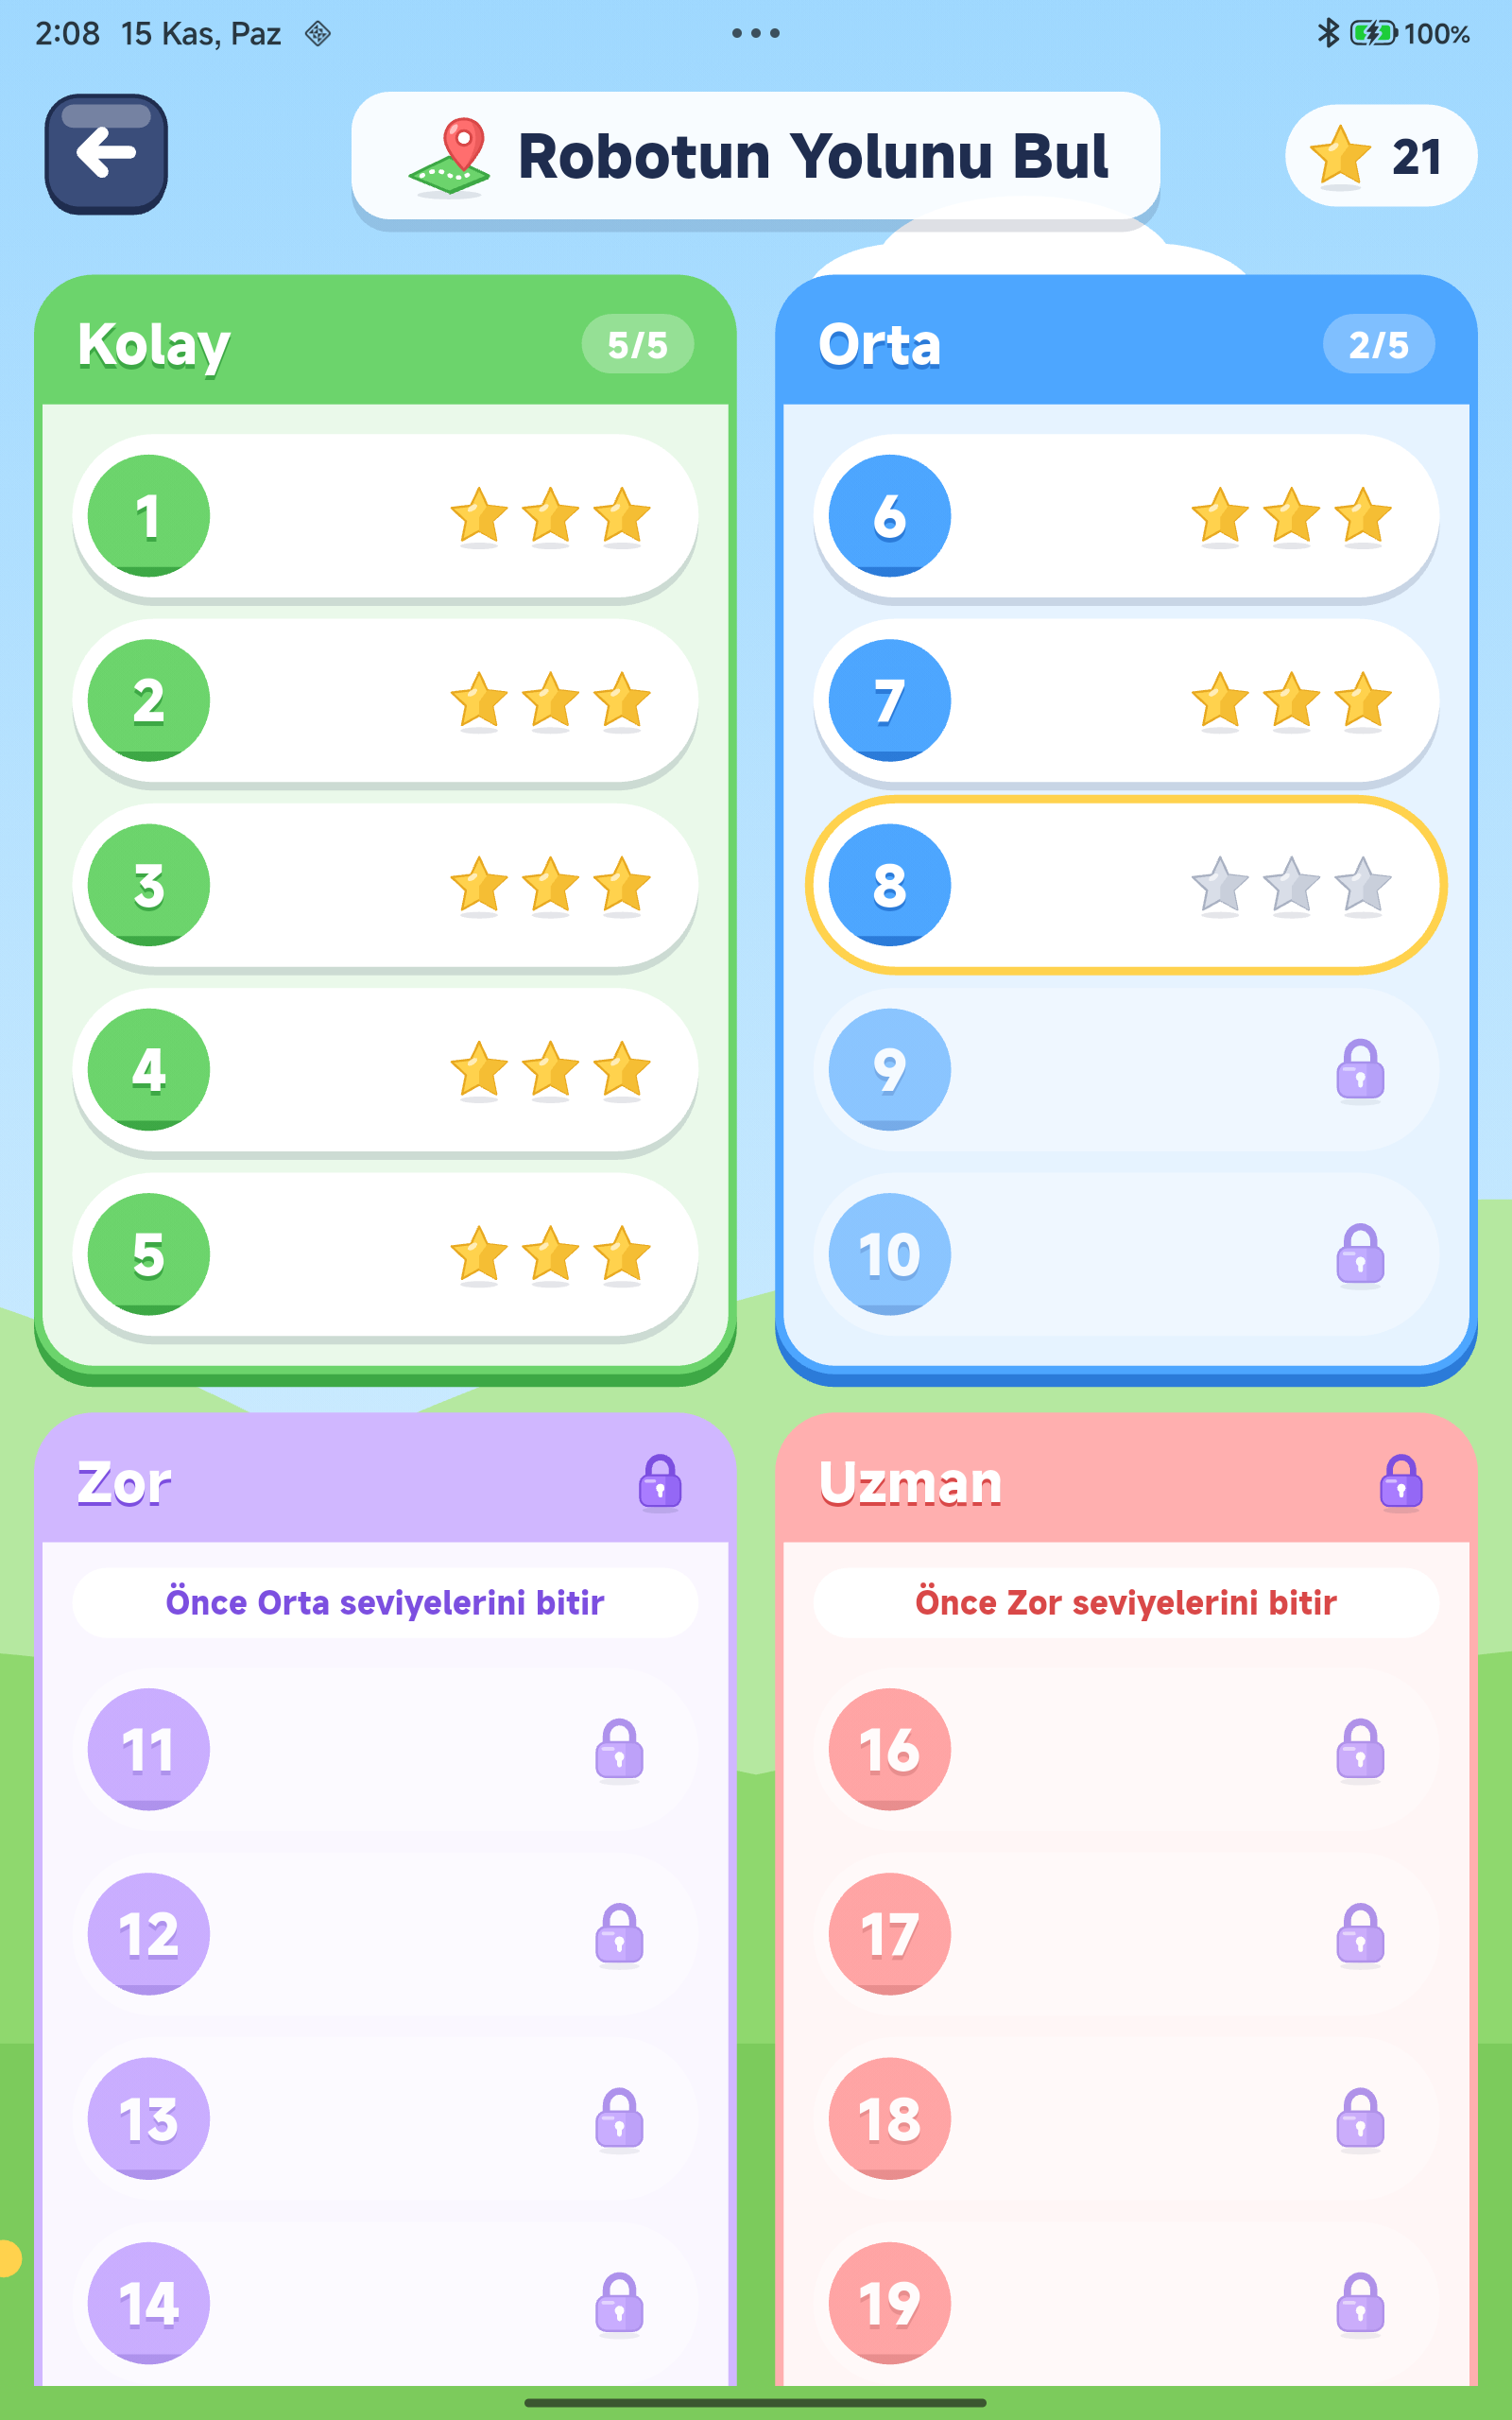 2:08 15 Kas, Paz
100%
Robotun Yolunu Bul
21
Kolay
5/5
1
2
3
4
5
Orta
2/5
6
7
8
9
10
Zor
Önce Orta seviyelerini bitir
11
12
13
14
Uzman
Önce Zor seviyelerini bitir
16
17
18
19